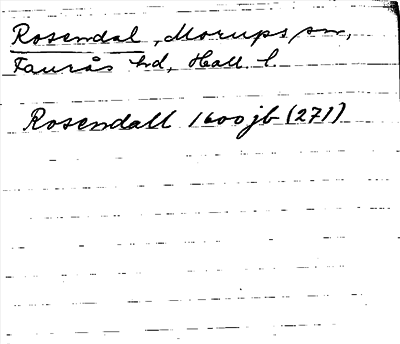 Rosendal, Morups sn,
Faurås hd, Hall. l.
Rosendall 1600 jb (271)